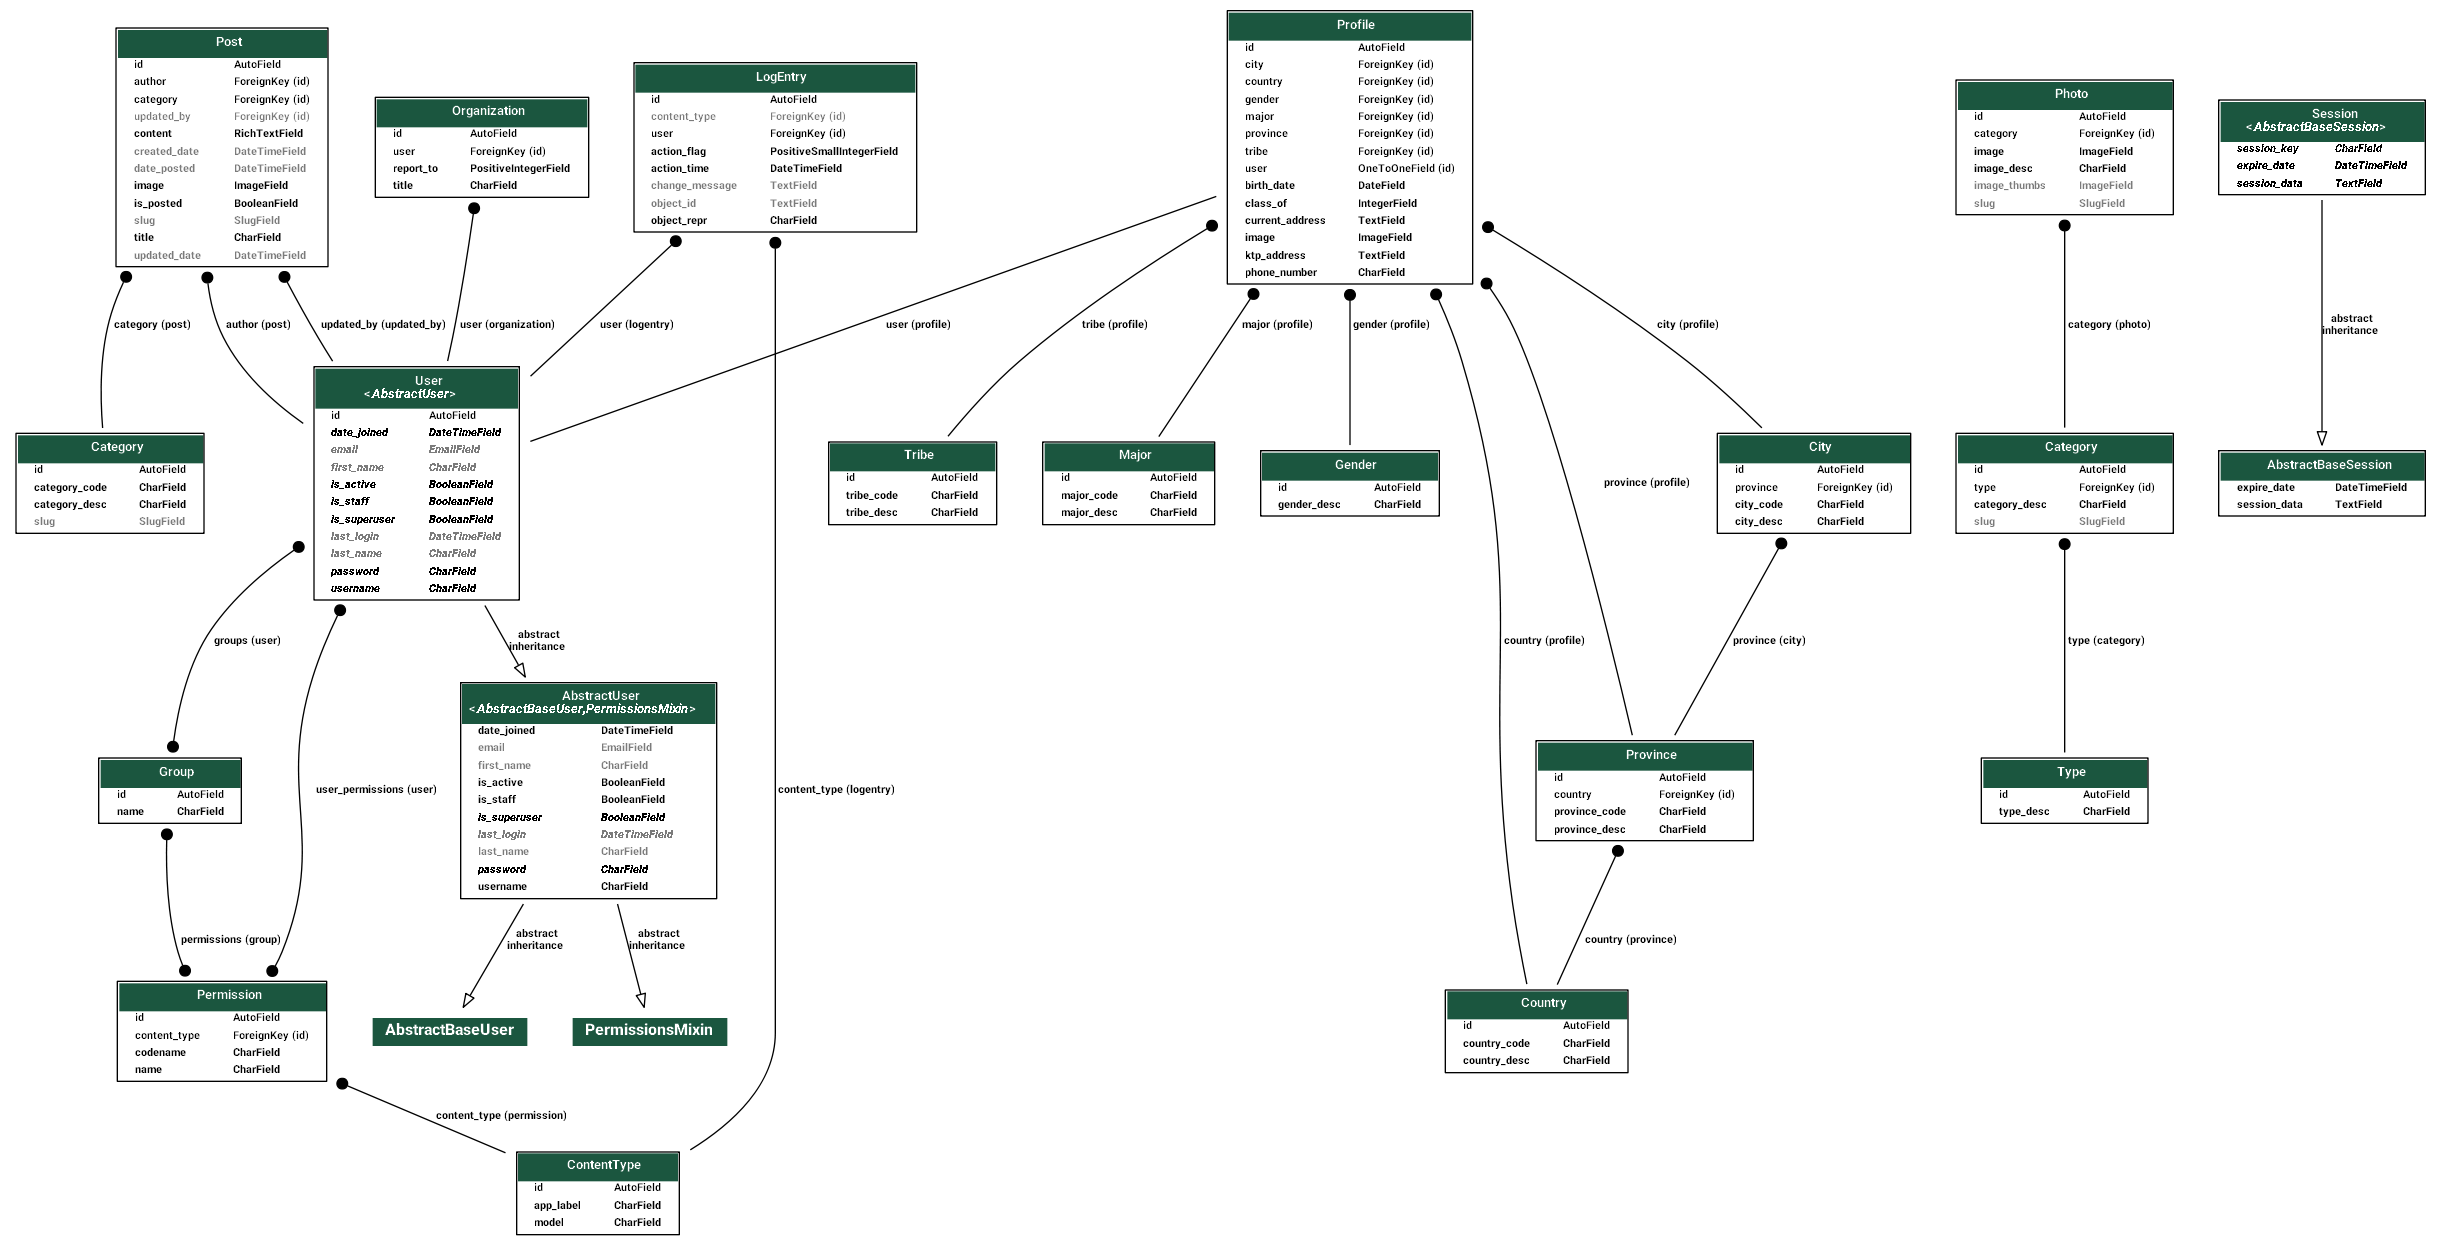 Post
id AutoField
author ForeignKey (id)
category ForeignKey (id)
updated_by ForeignKey (id)
content RichTextField
created_date DateTimeField
date_posted DateTimeField
image ImageField
is_posted BooleanField
slug SlugField
title CharField
updated_date DateTimeField
Organization
id AutoField
user ForeignKey (id)
report_to PositiveIntegerField
title CharField
LogEntry
id AutoField
content_type ForeignKey (id)
user ForeignKey (id)
action_flag PositiveSmallIntegerField
action_time DateTimeField
change_message TextField
object_id TextField
object_repr CharField
Profile
id AutoField
city ForeignKey (id)
country ForeignKey (id)
gender ForeignKey (id)
major ForeignKey (id)
province ForeignKey (id)
tribe ForeignKey (id)
user OneToOneField (id)
birth_date DateField
class_of IntegerField
current_address TextField
image ImageField
ktp_address TextField
phone_number CharField
Photo
id AutoField
category ForeignKey (id)
image ImageField
image_desc CharField
image_thumbs ImageField
slug SlugField
Session
<AbstractBaseSession>
session_key CharField
expire_date DateTimeField
session_data TextField
category (post)
author (post)
updated_by (updated_by)
user (organization)
user (logentry)
user (profile)
tribe (profile)
major (profile)
gender (profile)
city (profile)
category (photo)
abstract
inheritance
Category
id AutoField
category_code CharField
category_desc CharField
slug SlugField
User
<AbstractUser>
id AutoField
date_joined DateTimeField
email EmailField
first_name CharField
is_active BooleanField
is_staff BooleanField
is_superuser BooleanField
last_login DateTimeField
last_name CharField
password CharField
username CharField
Tribe
id AutoField
tribe_code CharField
tribe_desc CharField
Major
id AutoField
major_code CharField
major_desc CharField
Gender
id AutoField
gender_desc CharField
province (profile)
City
id AutoField
province ForeignKey (id)
city_code CharField
city_desc CharField
Category
id AutoField
type ForeignKey (id)
category_desc CharField
slug SlugField
AbstractBaseSession
expire_date DateTimeField
session_data TextField
groups (user)
abstract
inheritance
country (profile)
province (city)
type (category)
Group
id AutoField
name CharField
user_permissions (user)
AbstractUser
<AbstractBaseUser,PermissionsMixin>
date_joined DateTimeField
email EmailField
first_name CharField
is_active BooleanField
is_staff BooleanField
is_superuser BooleanField
last_login DateTimeField
last_name CharField
password CharField
username CharField
content_type (logentry)
Province
id AutoField
country ForeignKey (id)
province_code CharField
province_desc CharField
Type
id AutoField
type_desc CharField
permissions (group)
abstract
inheritance
abstract
inheritance
country (province)
Permission
id AutoField
content_type ForeignKey (id)
codename CharField
name CharField
AbstractBaseUser
PermissionsMixin
Country
id AutoField
country_code CharField
country_desc CharField
content_type (permission)
ContentType
id AutoField
app_label CharField
model CharField